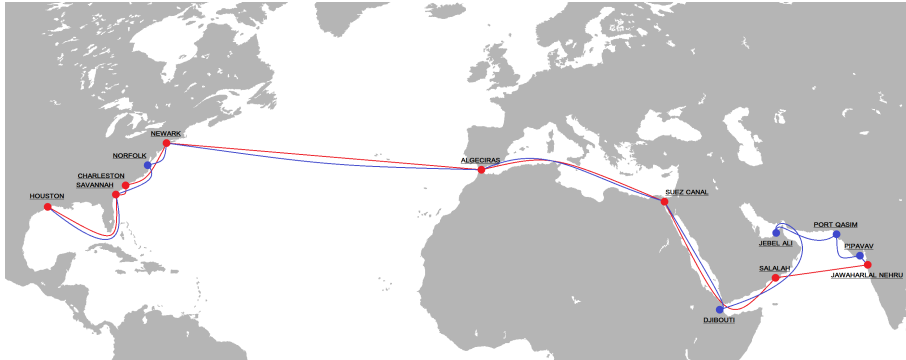 NEWARK
NORFOLK
ALGECIRAS
CHARLESTON
SAVANNAH
HOUSTON
SUEZ CANAL
PORT QASIM
JEBEL ALI
PIPAVAV
SALALAH
JAWAHARLAL NEHRU
DJIBOUTI